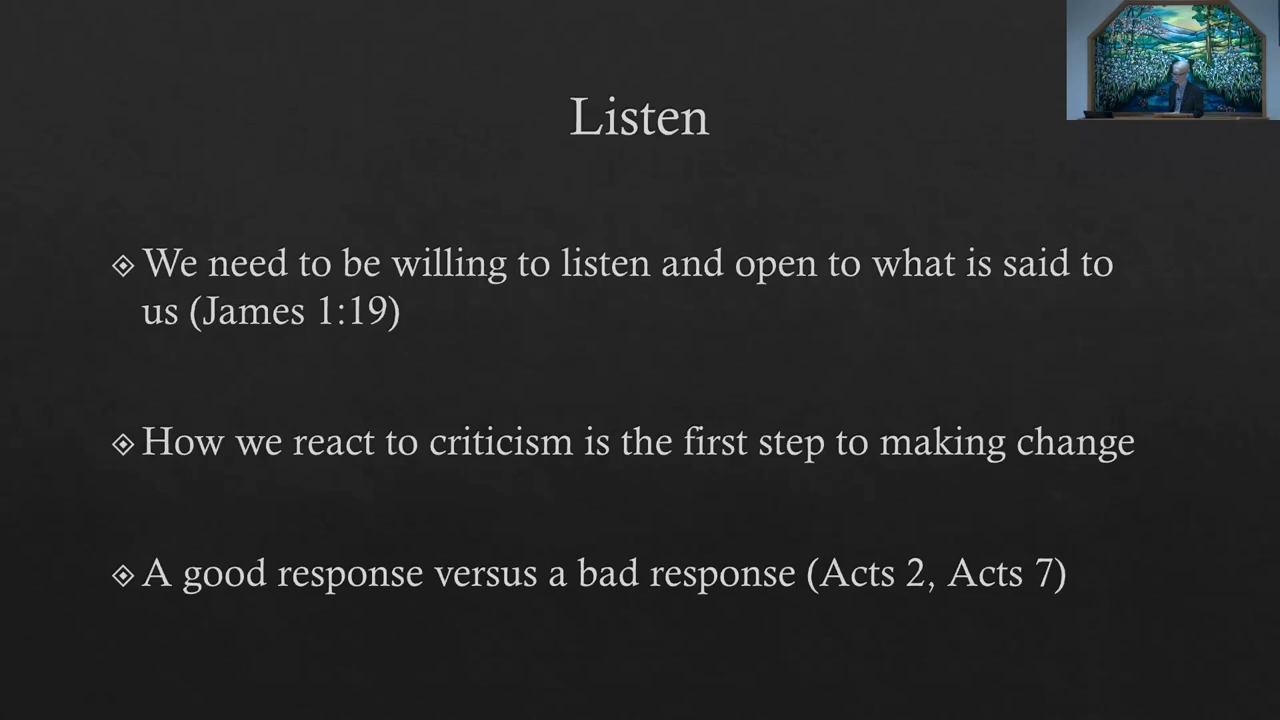 Listen
We need to be willing to listen and open to what is said to
us (James 1:19)
How we react to criticism is the first step to making change
A good response versus a bad response (Acts 2, Acts 7)